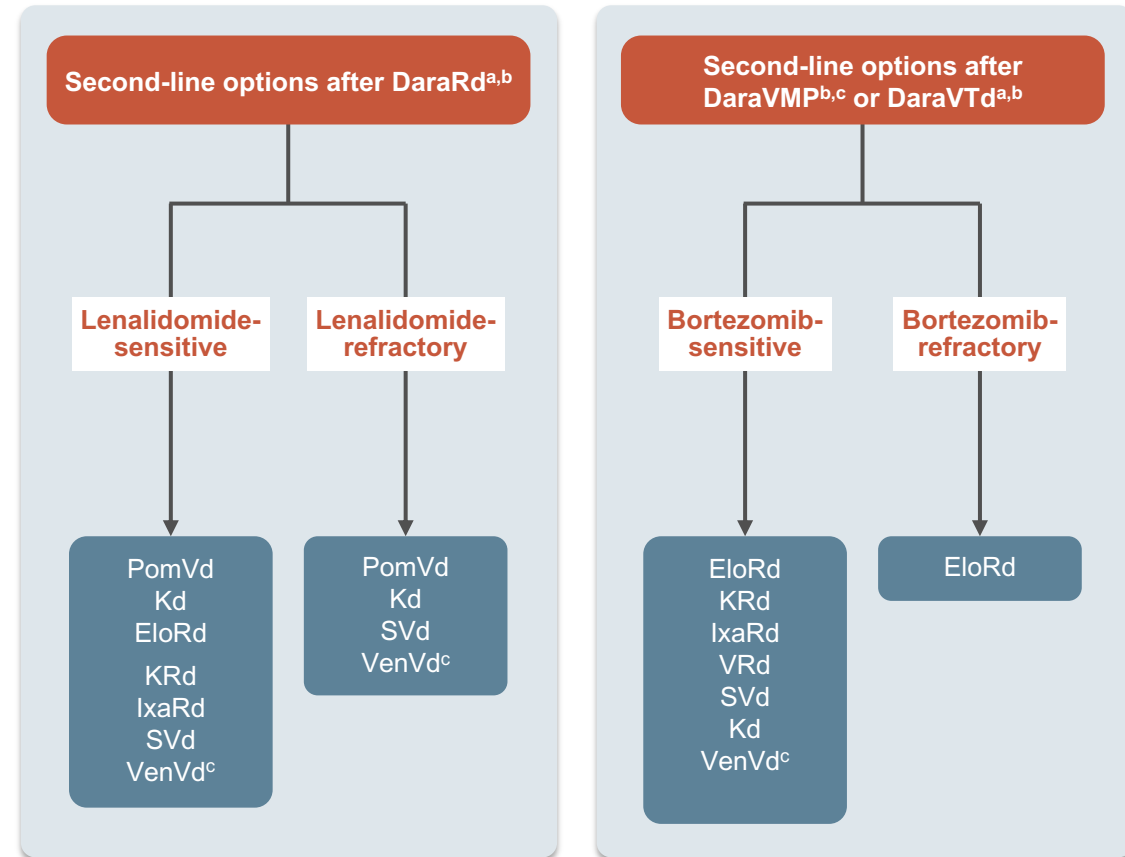 Second-line options after DaraRdᵃ,ᵇ
Lenalidomide-
sensitive
Lenalidomide-
refractory
PomVd
Kd
EloRd
KRd
IxaRd
SVd
VenVdᶜ
PomVd
Kd
SVd
VenVdᶜ
Second-line options after
DaraVMPᵇ,ᶜ or DaraVTdᵃ,ᵇ
Bortezomib-
sensitive
Bortezomib-
refractory
EloRd
KRd
IxaRd
VRd
SVd
Kd
VenVdᶜ
EloRd